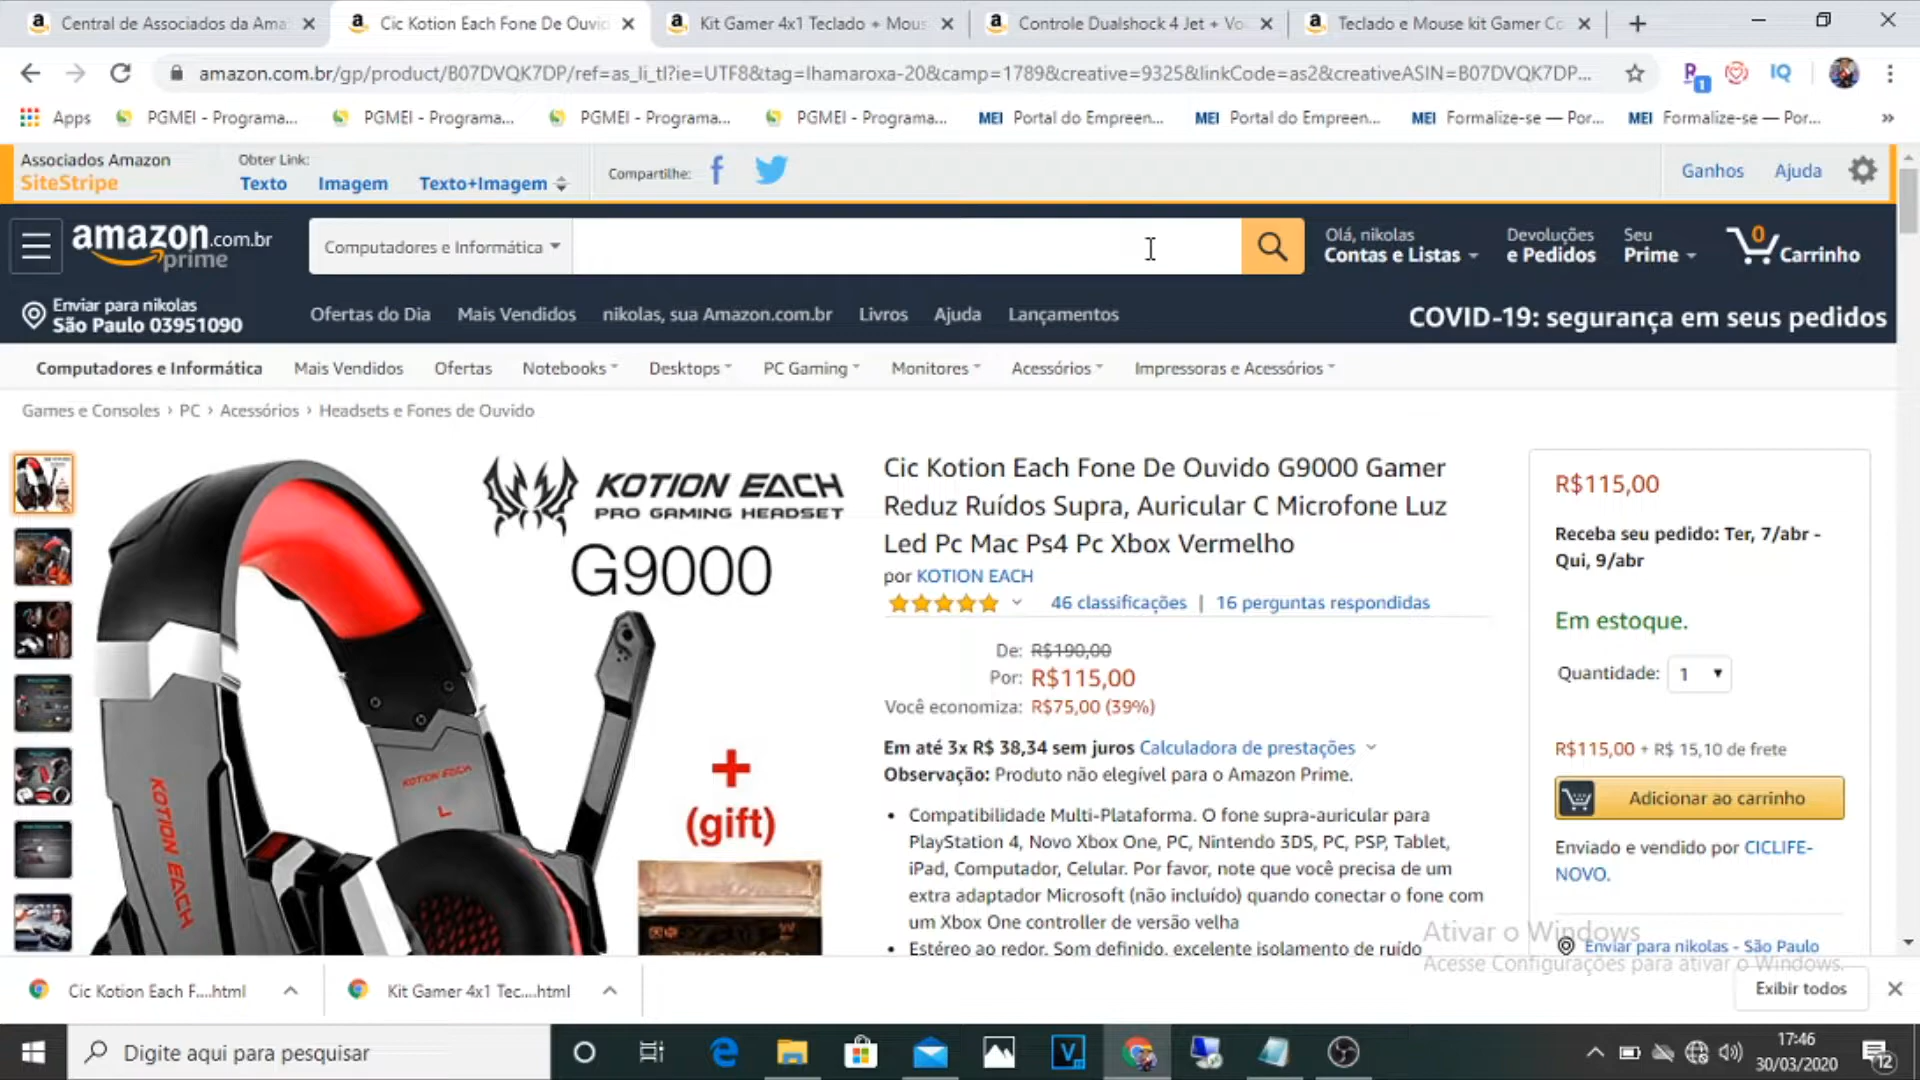 Central de Associados da Ama
Cic Kotion Each Fone De Ouvid
Kit Gamer 4x1 Teclado + Mous
Controle Dualshock 4 Jet + Vo
Teclado e Mouse kit Gamer Co
amazon.com.br/gp/product/B07DVQK7DP/ref=as_li_tl?ie=UTF8&tag=lhamaroxa-20&camp=1789&creative=9325&linkCode=as2&creativeASIN=B07DVQK7DP...
1
IQ
Apps
PGMEI - Programa...
PGMEI - Programa...
PGMEI - Programa...
PGMEI - Programa...
MEI Portal do Empreen...
MEI Portal do Empreen...
MEI Formalize-se — Por...
MEI Formalize-se — Por...
»
Associados Amazon
SiteStripe
Obter Link:
Texto Imagem Texto+Imagem
Compartilhe:
Ganhos Ajuda
amazon.com.br
prime
Computadores e Informática
Olá, nikolas
Contas e Listas
Devoluções
e Pedidos
Seu
Prime
0
Carrinho
Enviar para nikolas
São Paulo 03951090
Ofertas do Dia Mais Vendidos nikolas, sua Amazon.com.br Livros Ajuda Lançamentos
COVID-19: segurança em seus pedidos
Computadores e Informática Mais Vendidos Ofertas Notebooks Desktops PC Gaming Monitores Acessórios Impressoras e Acessórios
Games e Consoles › PC › Acessórios › Headsets e Fones de Ouvido
KOTION EACH
PRO GAMING HEADSET
G9000
KOTION EACH
KOTION EACH
L
+
(gift)
Cic Kotion Each Fone De Ouvido G9000 Gamer
Reduz Ruídos Supra, Auricular C Microfone Luz
Led Pc Mac Ps4 Pc Xbox Vermelho
por KOTION EACH
46 classificações | 16 perguntas respondidas
De: R$190,00
Por: R$115,00
Você economiza: R$75,00 (39%)
Em até 3x R$ 38,34 sem juros Calculadora de prestações
Observação: Produto não elegível para o Amazon Prime.
• Compatibilidade Multi-Plataforma. O fone supra-auricular para
PlayStation 4, Novo Xbox One, PC, Nintendo 3DS, PC, PSP, Tablet,
iPad, Computador, Celular. Por favor, note que você precisa de um
extra adaptador Microsoft (não incluído) quando conectar o fone com
um Xbox One controller de versão velha
• Estéreo ao redor. Som definido, excelente isolamento de ruído
R$115,00
Receba seu pedido: Ter, 7/abr -
Qui, 9/abr
Em estoque.
Quantidade: 1
R$115,00 + R$ 15,10 de frete
Adicionar ao carrinho
Enviado e vendido por CICLIFE-
NOVO.
Enviar para nikolas - São Paulo
Ativar o Windows
Acesse Configurações para ativar o Windows.
Cic Kotion Each F....html
Kit Gamer 4x1 Tec....html
Exibir todos
Digite aqui para pesquisar
17:46
30/03/2020
12